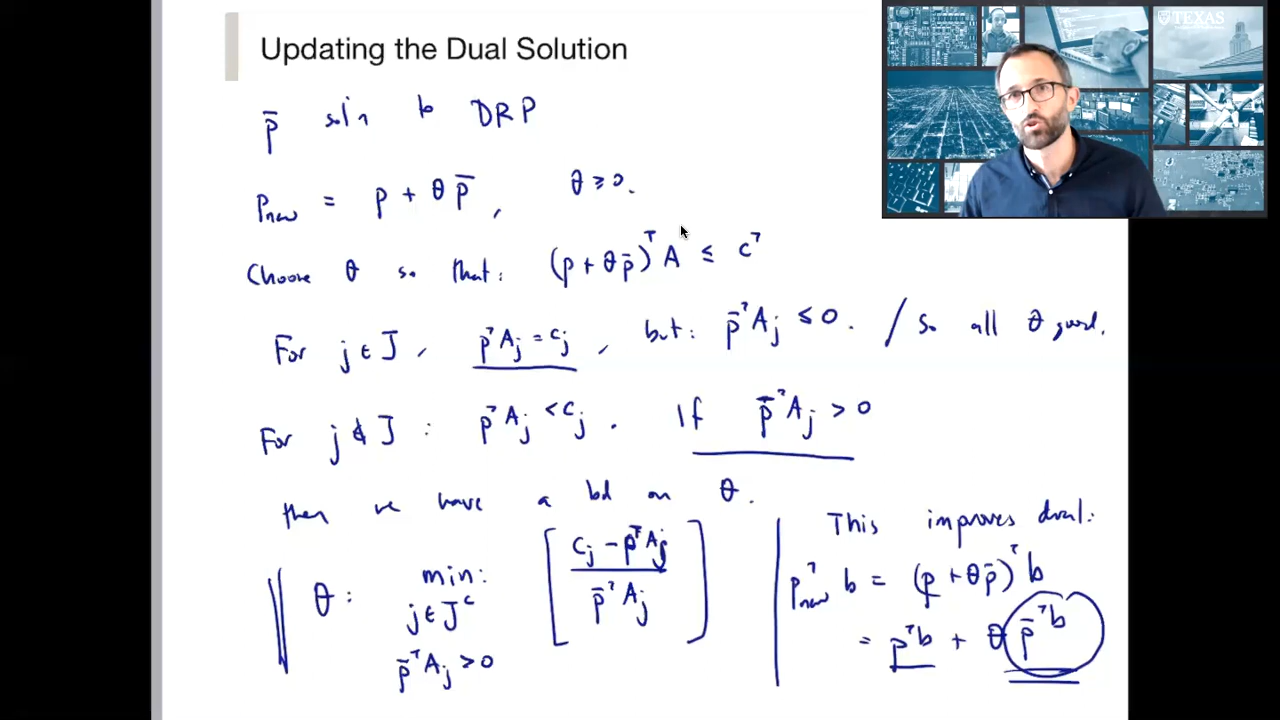 Updating the Dual Solution
TEXAS
p̄ sol'n to DRP
p_new = p + θ p̄ , θ ≥ 0.
Choose θ so that: (p + θp̄)ᵀ A ≤ cᵀ
For j ∈ J, pᵀA_j = c_j , but: p̄ᵀA_j ≤ 0. / So all θ good.
For j ∉ J : pᵀA_j < c_j . If p̄ᵀA_j > 0
then we have a bd on θ.
θ: min: j ∈ Jᶜ p̄ᵀA_j > 0 [ (c_j − pᵀA_j) / (p̄ᵀA_j) ]
This improves dual:
p_newᵀ b = (p + θp̄)ᵀ b
= pᵀb + θ p̄ᵀb